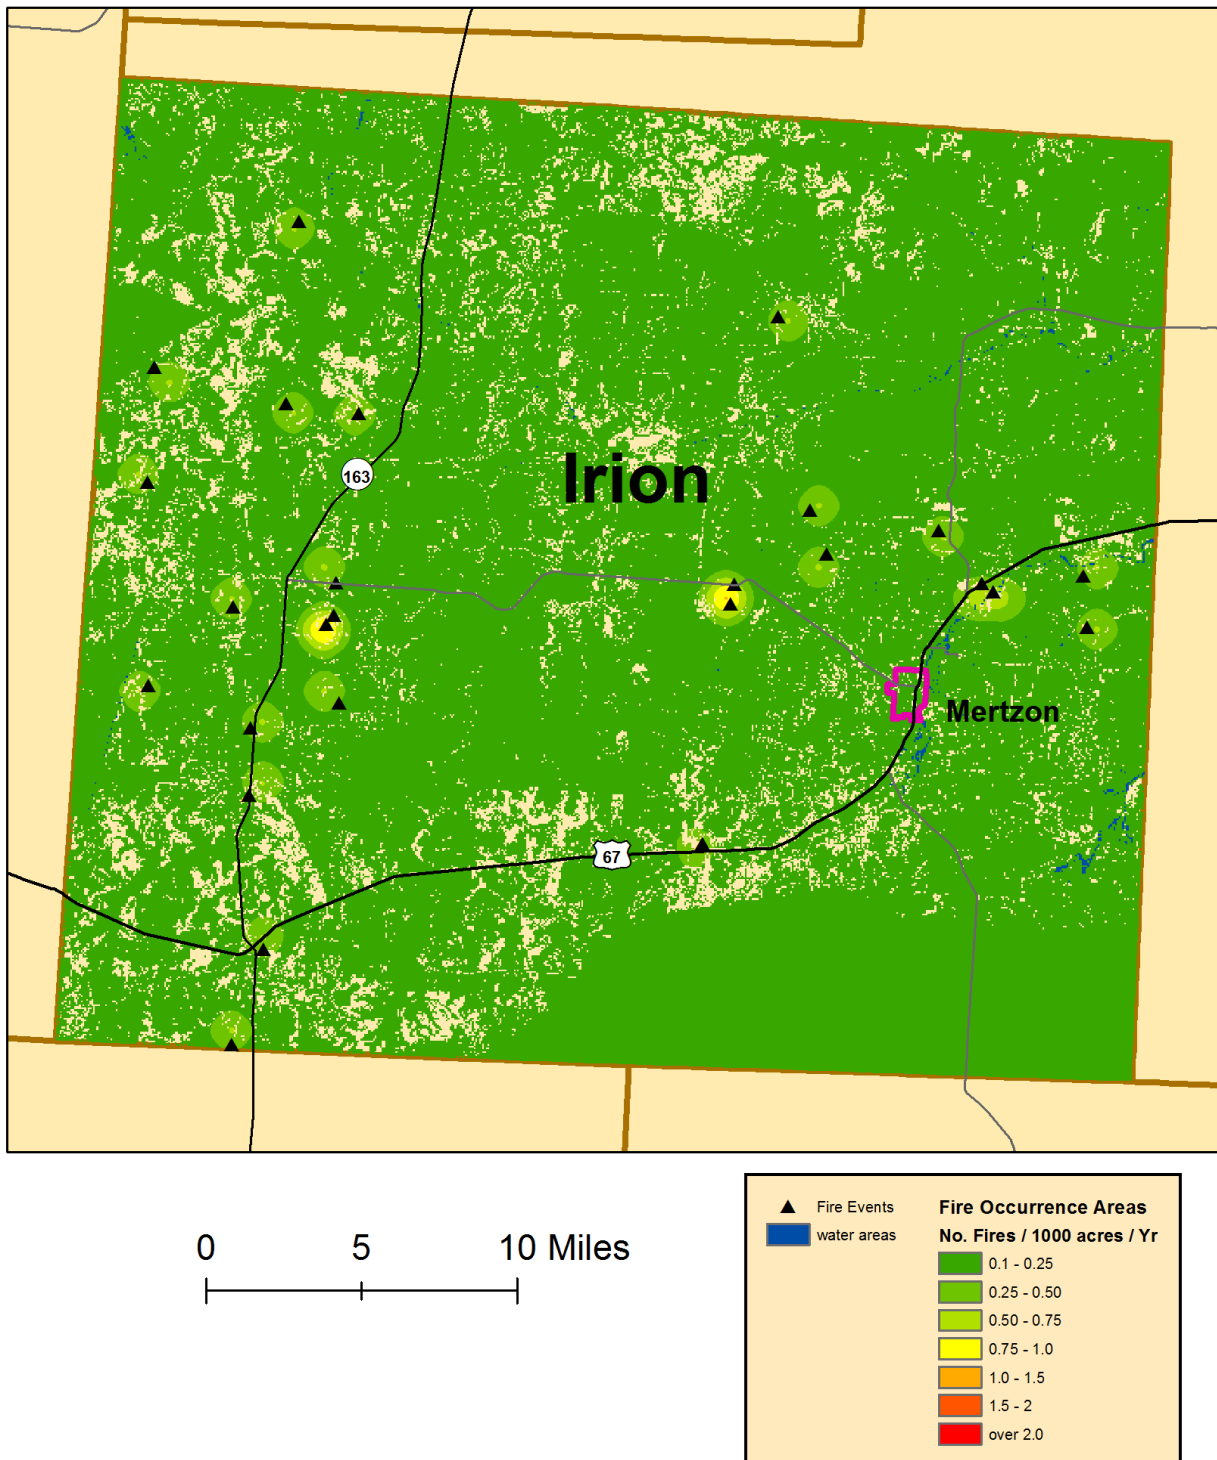 Irion
163
Mertzon
67
0 5 10 Miles
Fire Events
water areas
Fire Occurrence Areas
No. Fires / 1000 acres / Yr
0.1 - 0.25
0.25 - 0.50
0.50 - 0.75
0.75 - 1.0
1.0 - 1.5
1.5 - 2
over 2.0